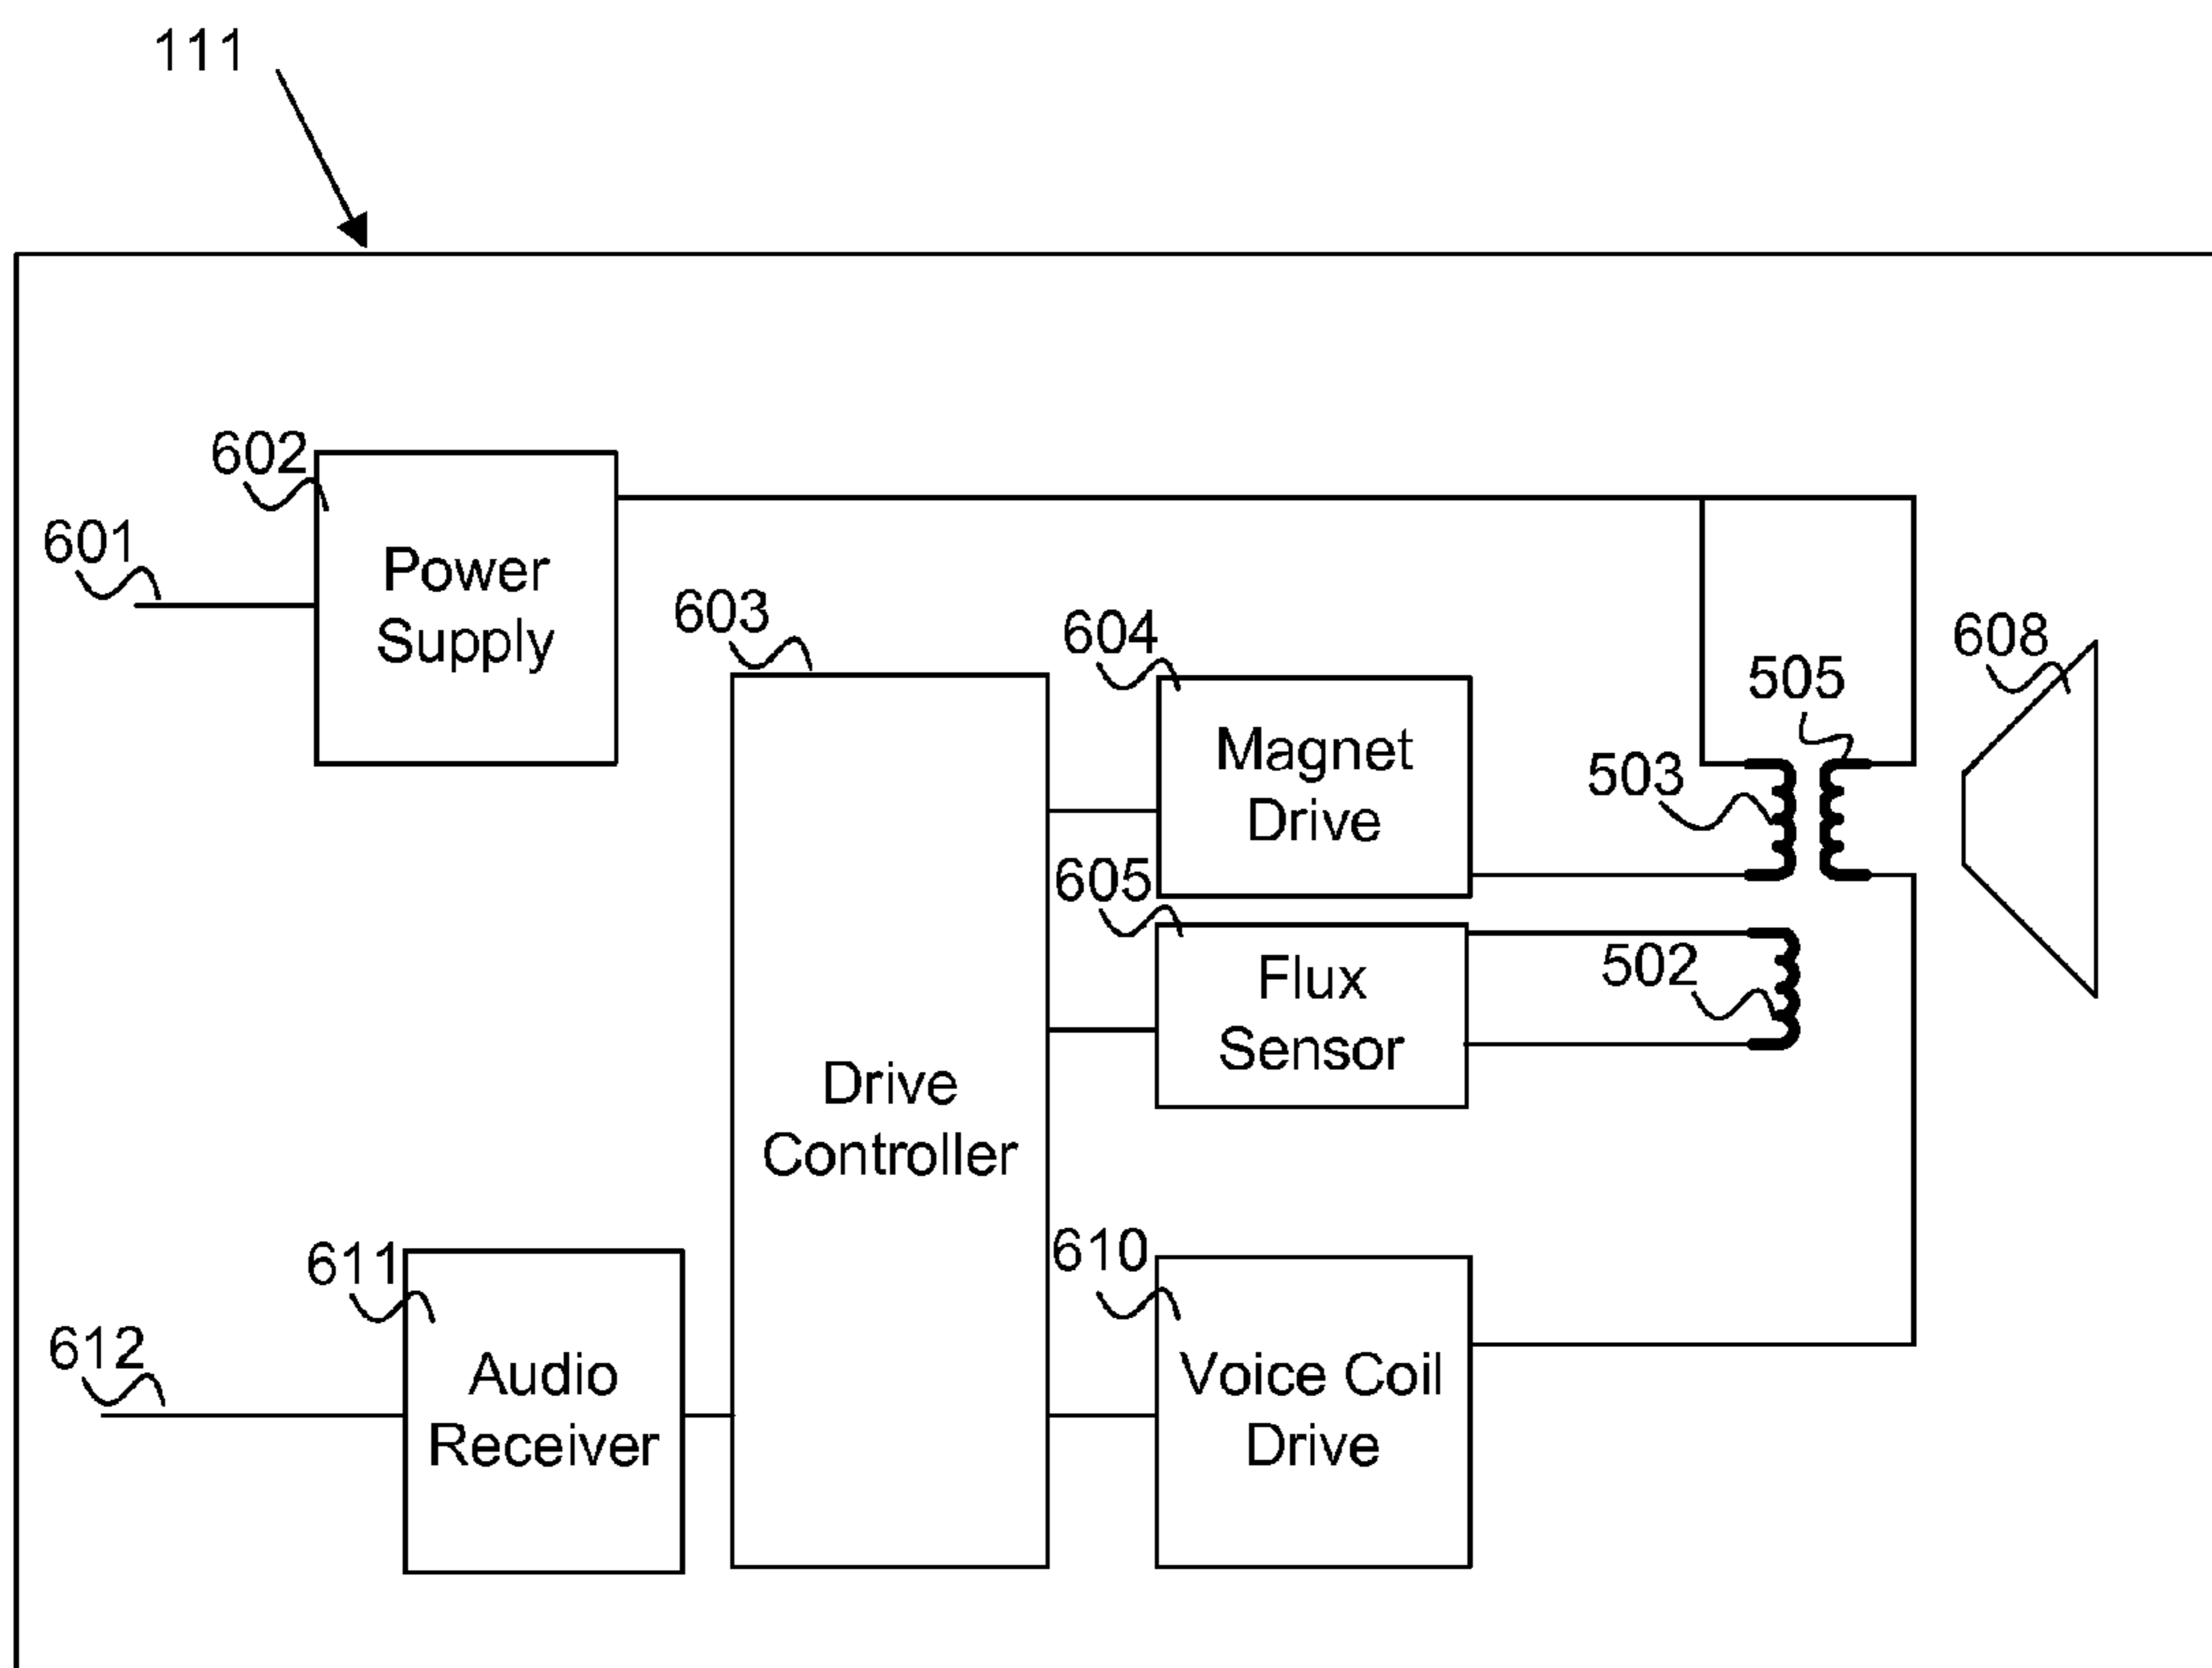 111
602
601
Power
Supply
603
604
608
505
Magnet
Drive
503
605
Flux
Sensor
502
Drive
Controller
611
610
612
Audio
Receiver
Voice Coil
Drive